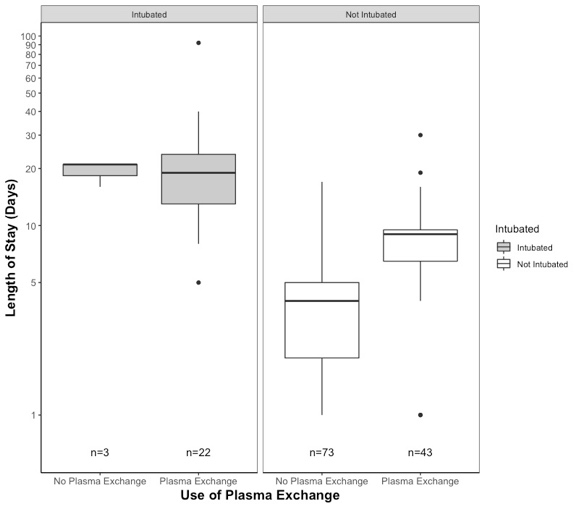 Intubated
Not Intubated
Length of Stay (Days)
100
90
80
70
60
50
40
30
20
10
5
1
n=3
n=22
n=73
n=43
No Plasma Exchange
Plasma Exchange
No Plasma Exchange
Plasma Exchange
Use of Plasma Exchange
Intubated
Intubated
Not Intubated